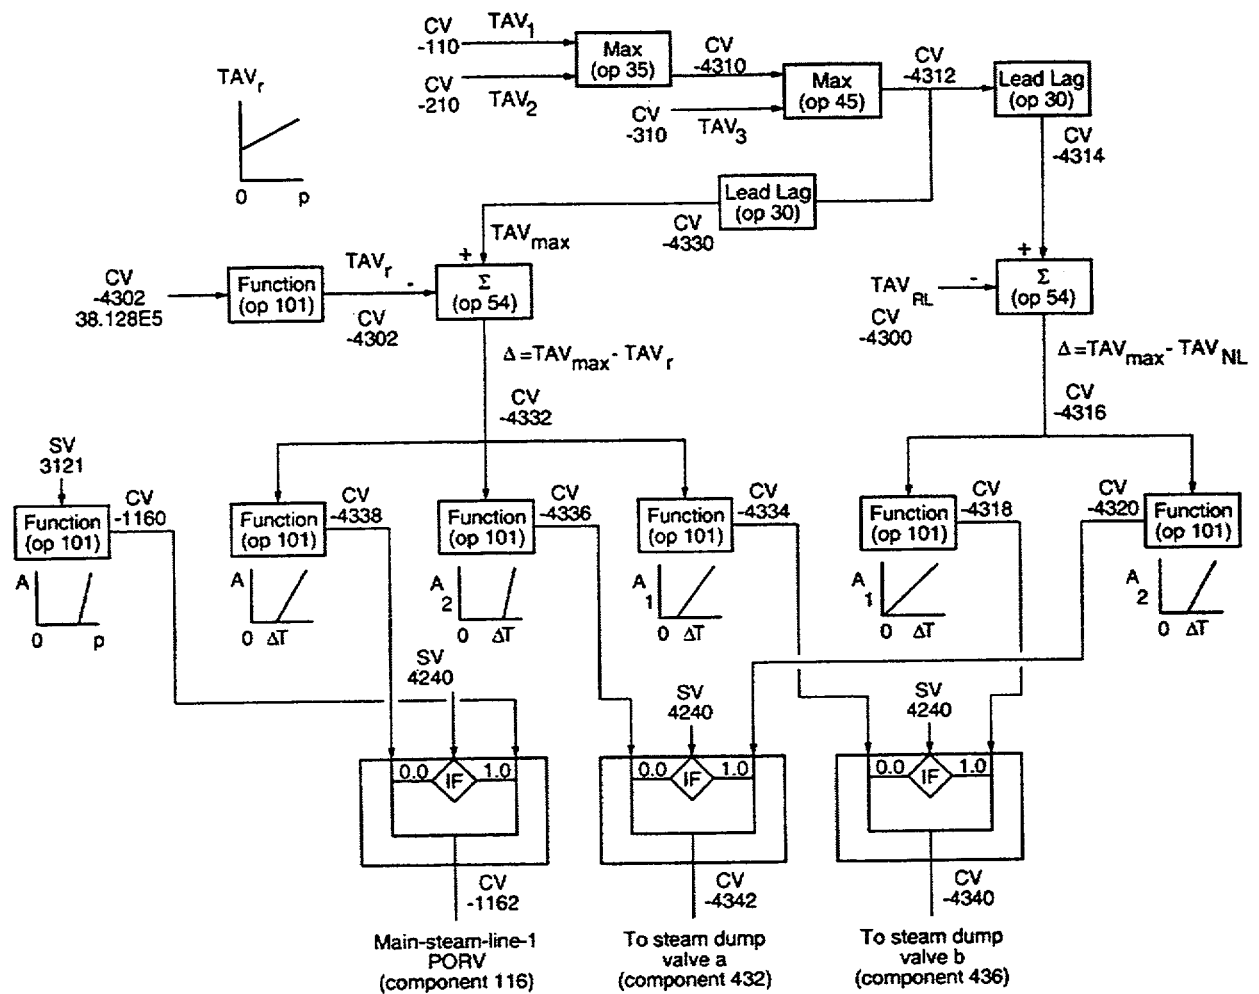 CV
-110
TAV1
Max
(op 35)
CV
-4310
CV
-210
TAV2
Max
(op 45)
CV
-310
TAV3
CV
-4312
Lead Lag
(op 30)
CV
-4314
TAVr
0
p
Lead Lag
(op 30)
CV
-4330
TAVmax
+
CV
-4302
38.128E5
Function
(op 101)
TAVr
-
CV
-4302
Σ
(op 54)
TAVRL
-
CV
-4300
+
Σ
(op 54)
Δ=TAVmax - TAVr
CV
-4332
Δ=TAVmax - TAVNL
CV
-4316
SV
3121
Function
(op 101)
CV
-1160
Function
(op 101)
CV
-4338
Function
(op 101)
CV
-4336
Function
(op 101)
CV
-4334
Function
(op 101)
CV
-4318
CV
-4320
Function
(op 101)
A
0
p
A
0
ΔT
A2
0
ΔT
A1
0
ΔT
A1
0
ΔT
A2
0
ΔT
SV
4240
SV
4240
SV
4240
0.0
IF
1.0
0.0
IF
1.0
0.0
IF
1.0
CV
-1162
CV
-4342
CV
-4340
Main-steam-line-1
PORV
(component 116)
To steam dump
valve a
(component 432)
To steam dump
valve b
(component 436)